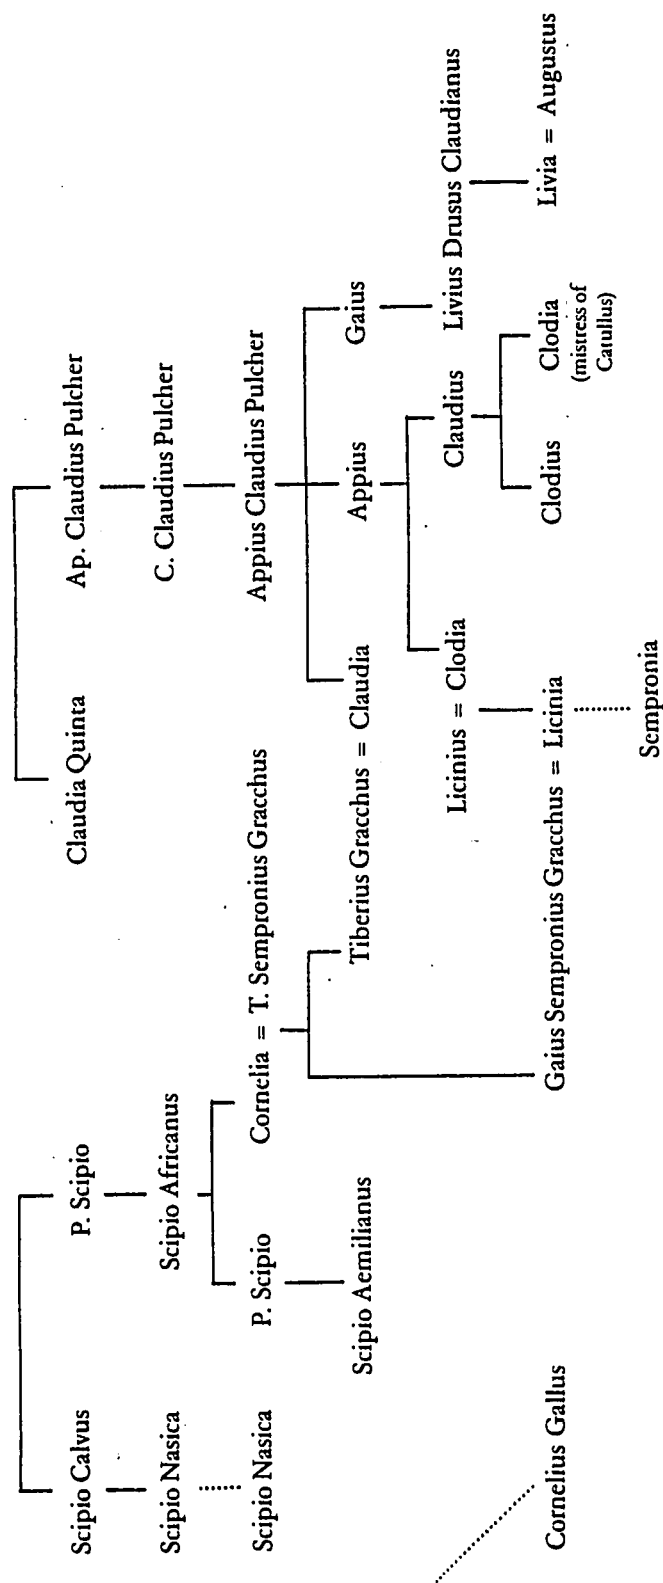 Scipio Calvus
P. Scipio
Claudia Quinta
Ap. Claudius Pulcher
Scipio Nasica
Scipio Africanus
C. Claudius Pulcher
Scipio Nasica
P. Scipio
Cornelia = T. Sempronius Gracchus
Appius Claudius Pulcher
Scipio Aemilianus
Tiberius Gracchus = Claudia
Appius
Gaius
Licinius = Clodia
Claudius
Livius Drusus Claudianus
Cornelius Gallus
Gaius Sempronius Gracchus = Licinia
Clodius
Clodia
(mistress of
Catullus)
Livia = Augustus
Sempronia